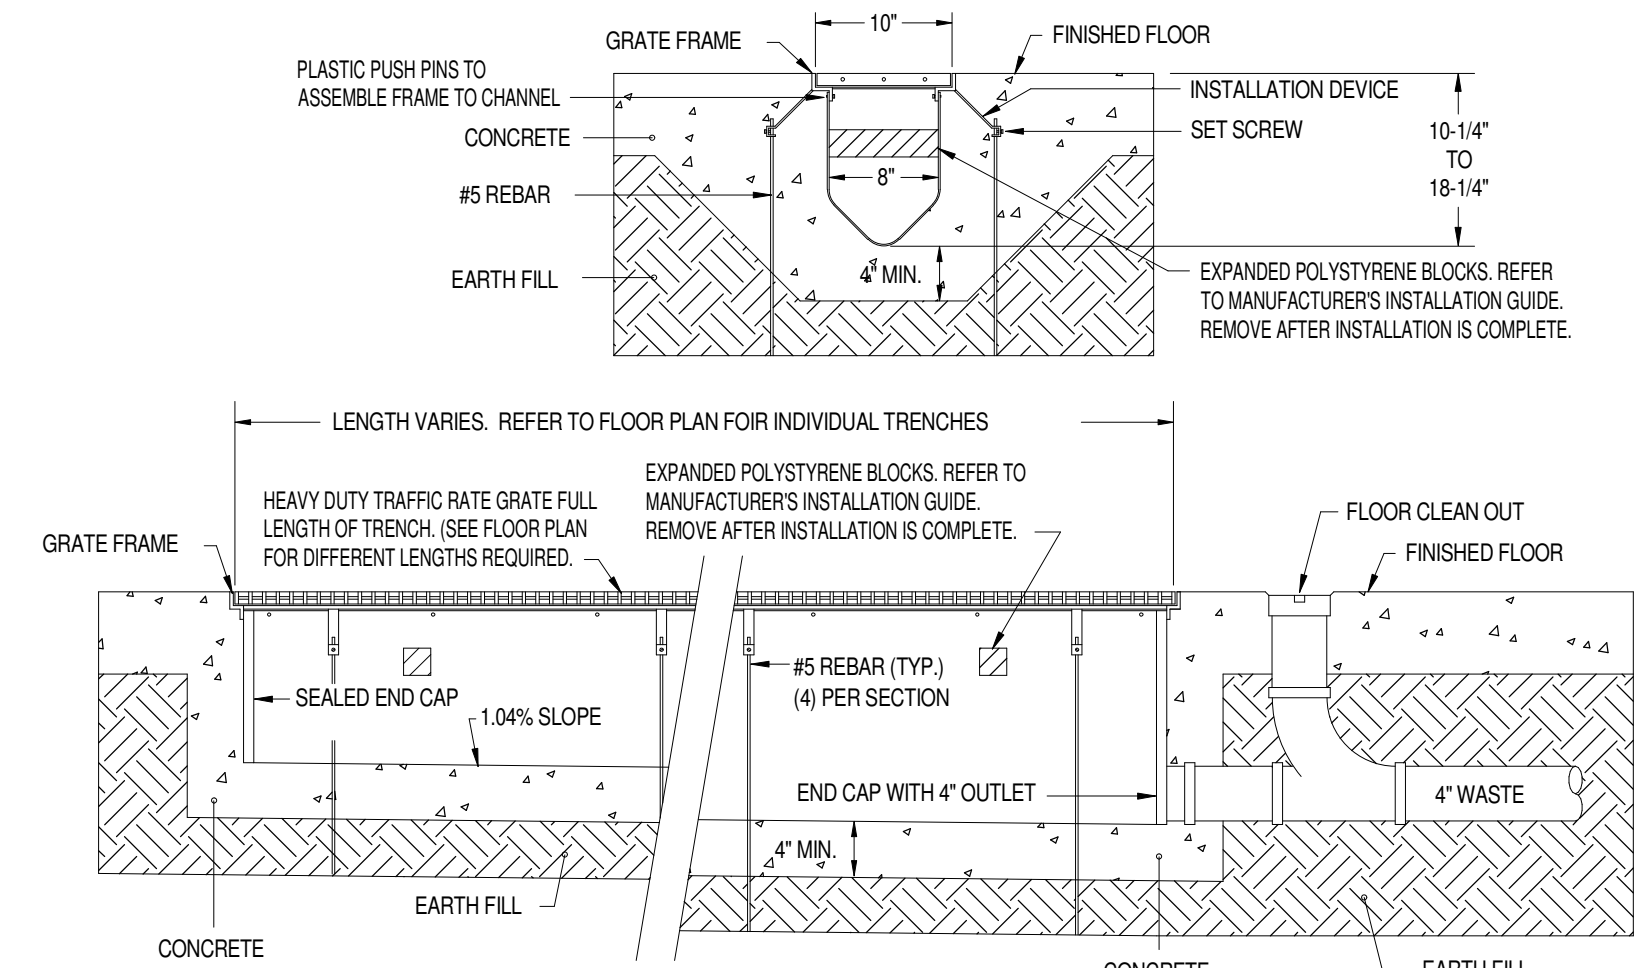 10"
GRATE FRAME
FINISHED FLOOR
PLASTIC PUSH PINS TO
ASSEMBLE FRAME TO CHANNEL
INSTALLATION DEVICE
CONCRETE
SET SCREW
10-1/4"
TO
18-1/4"
8"
#5 REBAR
EARTH FILL
4" MIN.
EXPANDED POLYSTYRENE BLOCKS. REFER
TO MANUFACTURER'S INSTALLATION GUIDE.
REMOVE AFTER INSTALLATION IS COMPLETE.
LENGTH VARIES. REFER TO FLOOR PLAN FOIR INDIVIDUAL TRENCHES
HEAVY DUTY TRAFFIC RATE GRATE FULL
LENGTH OF TRENCH. (SEE FLOOR PLAN
FOR DIFFERENT LENGTHS REQUIRED.
EXPANDED POLYSTYRENE BLOCKS. REFER TO
MANUFACTURER'S INSTALLATION GUIDE.
REMOVE AFTER INSTALLATION IS COMPLETE.
FLOOR CLEAN OUT
GRATE FRAME
FINISHED FLOOR
#5 REBAR (TYP.)
(4) PER SECTION
SEALED END CAP
1.04% SLOPE
END CAP WITH 4" OUTLET
4" WASTE
4" MIN.
EARTH FILL
CONCRETE
CONCRETE
EARTH FILL